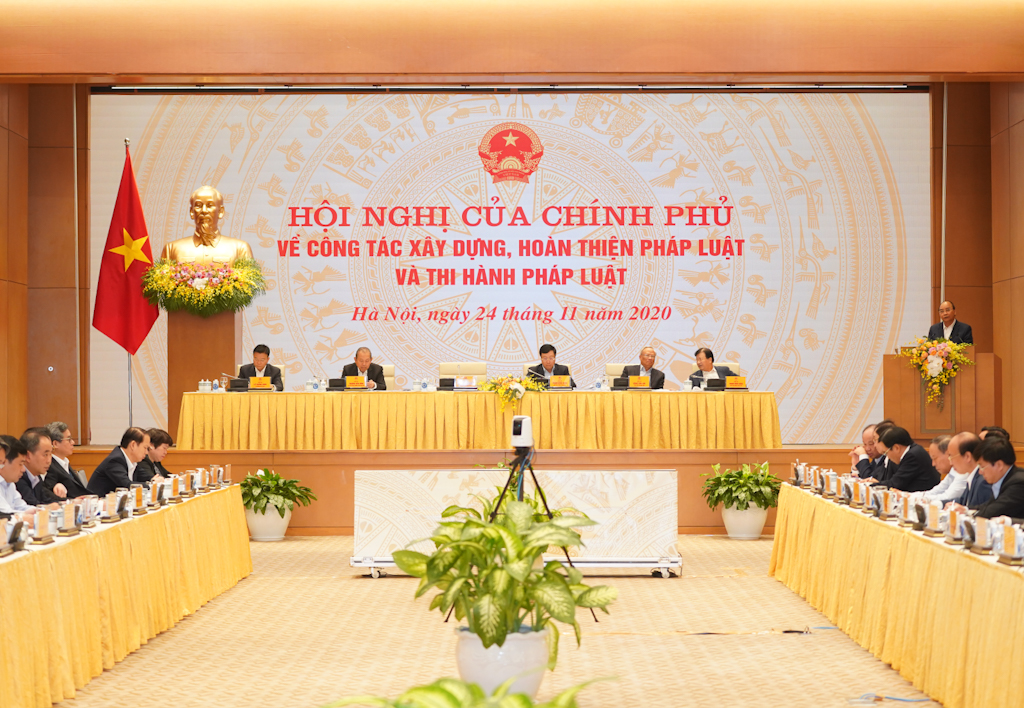 HỘI NGHỊ CỦA CHÍNH PHỦ
VỀ CÔNG TÁC XÂY DỰNG, HOÀN THIỆN PHÁP LUẬT
VÀ THI HÀNH PHÁP LUẬT
Hà Nội, ngày 24 tháng 11 năm 2020